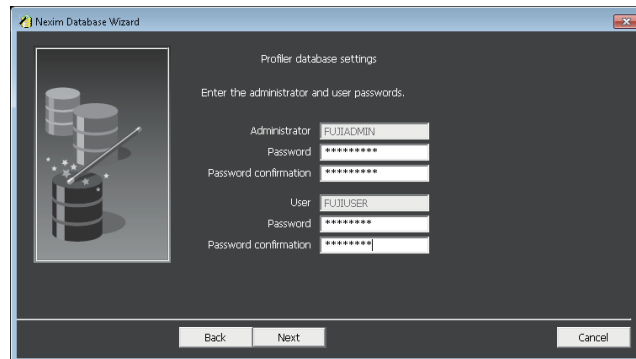 Nexim Database Wizard
Profiler database settings
Enter the administrator and user passwords.
Administrator FUJIADMIN
Password *********
Password confirmation *********
User FUJIUSER
Password ********
Password confirmation ********
Back Next Cancel